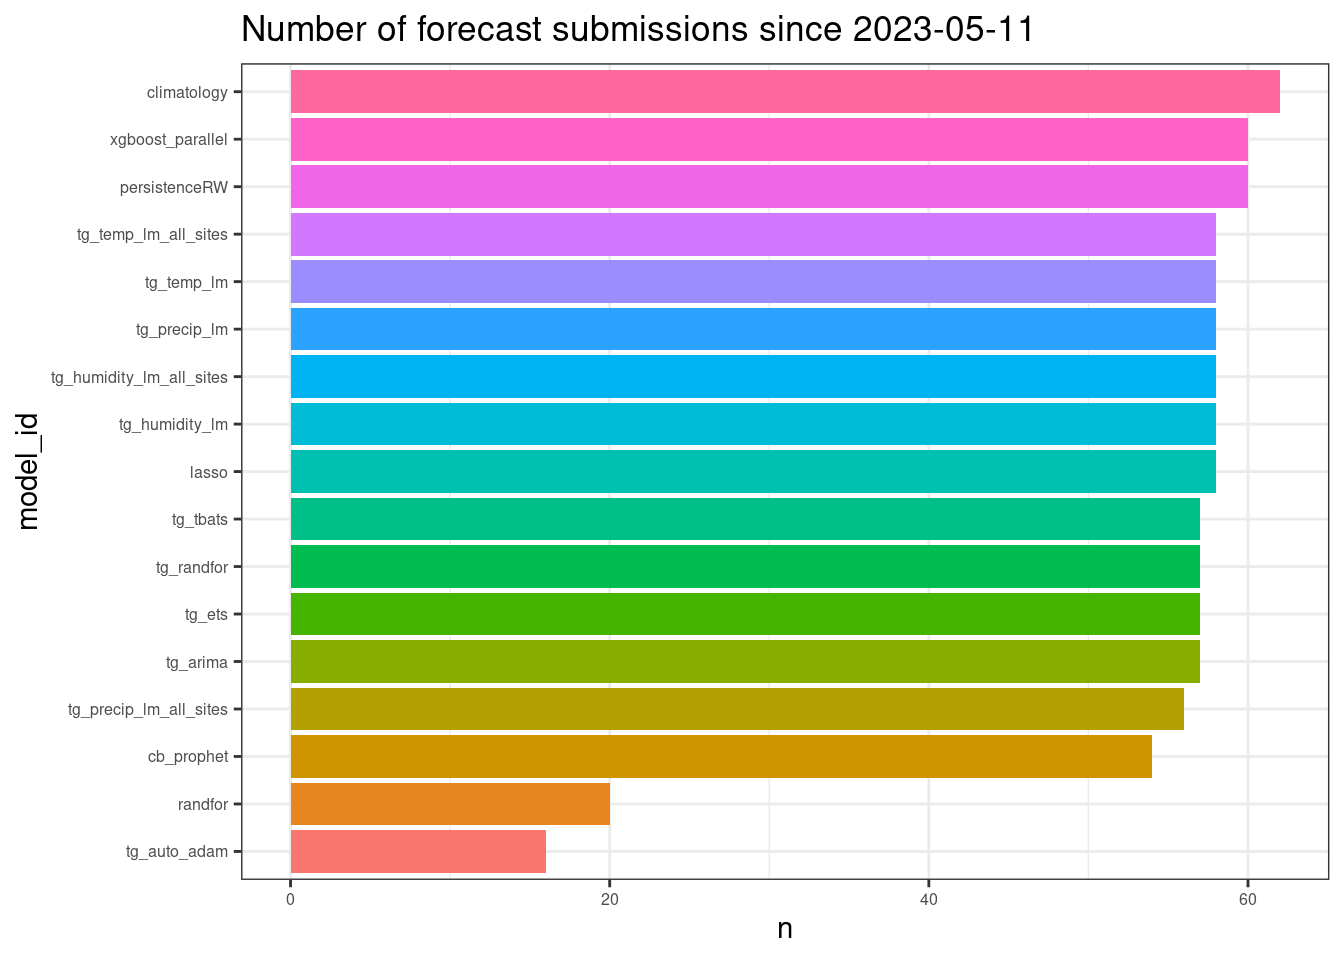 Number of forecast submissions since 2023-05-11
climatology
xgboost_parallel
persistenceRW
tg_temp_lm_all_sites
tg_temp_lm
tg_precip_lm
tg_humidity_lm_all_sites
tg_humidity_lm
lasso
tg_tbats
tg_randfor
tg_ets
tg_arima
tg_precip_lm_all_sites
cb_prophet
randfor
tg_auto_adam
model_id
0 20 40 60
n